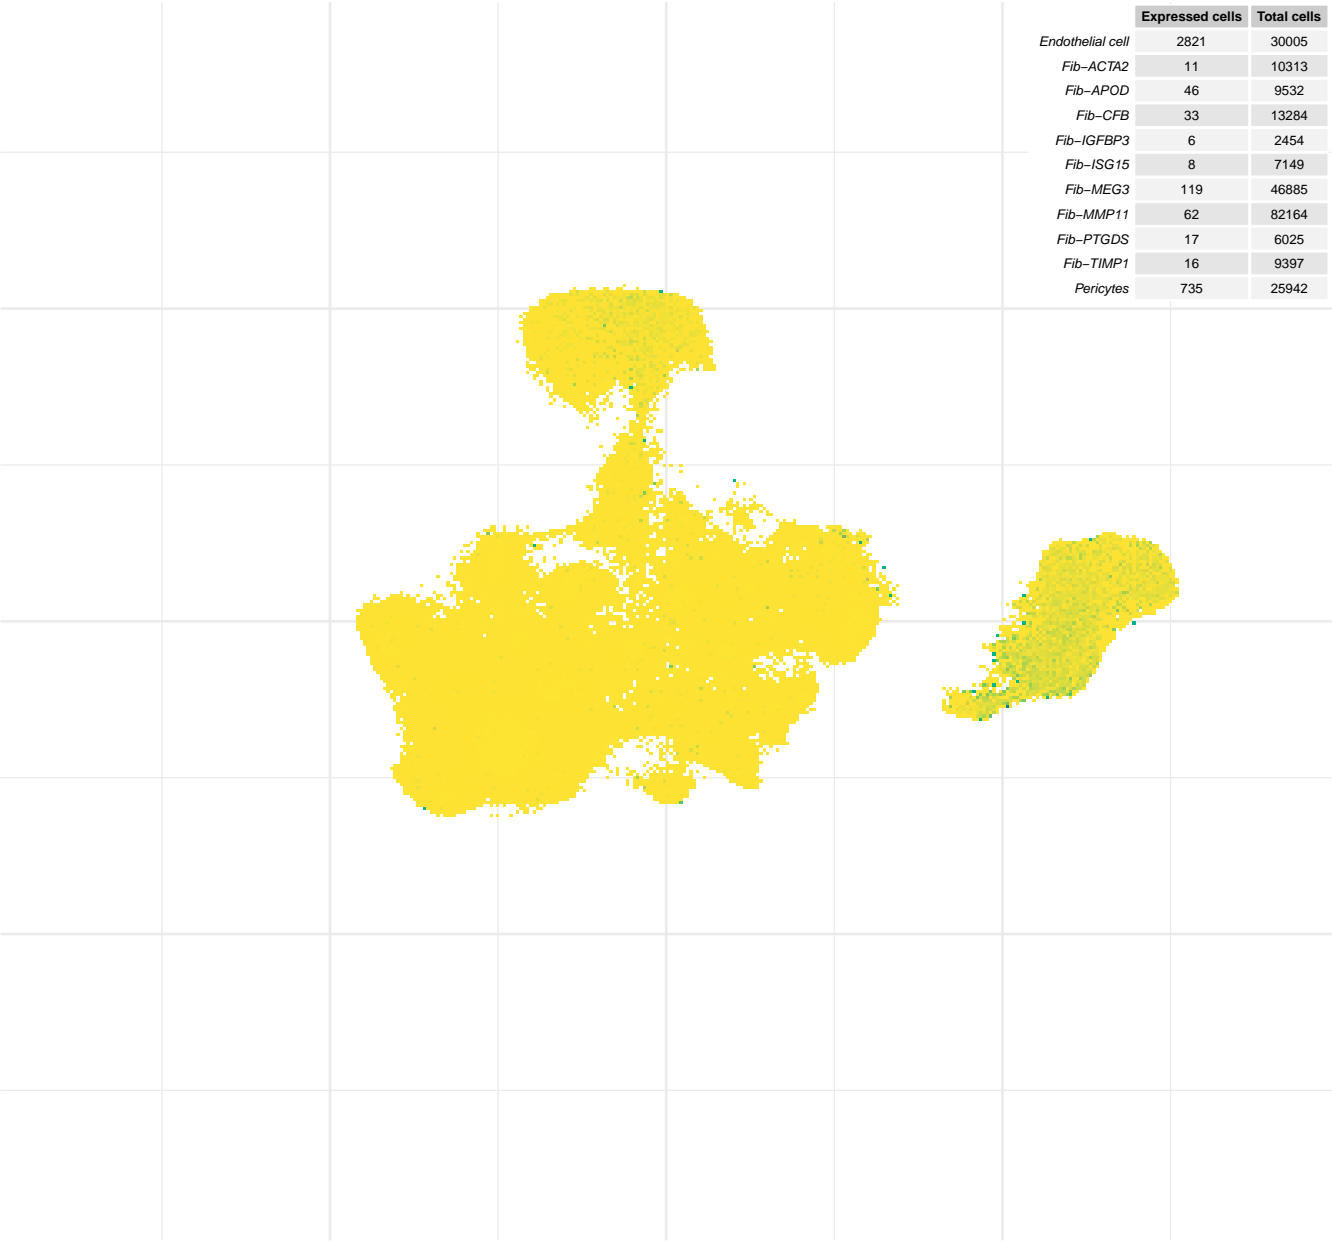 Expressed cells Total cells
Endothelial cell 2821 30005
Fib−ACTA2 11 10313
Fib−APOD 46 9532
Fib−CFB 33 13284
Fib−IGFBP3 6 2454
Fib−ISG15 8 7149
Fib−MEG3 119 46885
Fib−MMP11 62 82164
Fib−PTGDS 17 6025
Fib−TIMP1 16 9397
Pericytes 735 25942